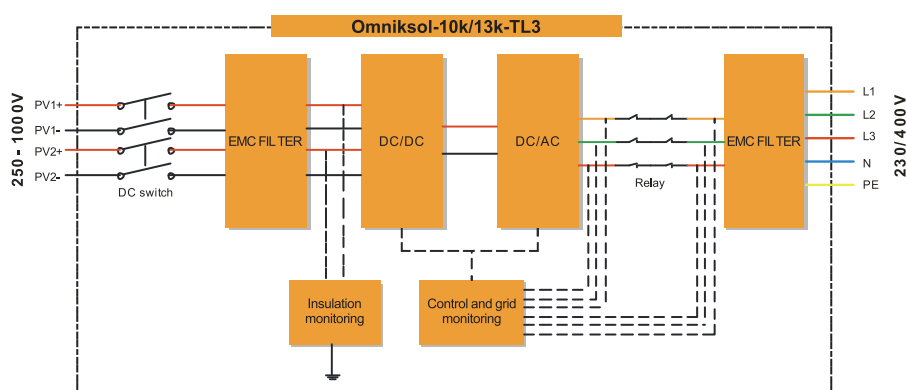 Omniksol-10k/13k-TL3
250-1000V
PV1+
PV1-
PV2+
PV2-
DC switch
EMC FILTER
DC/DC
DC/AC
Relay
EMC FILTER
L1
L2
L3
N
PE
230/400V
Insulation
monitoring
Control and grid
monitoring